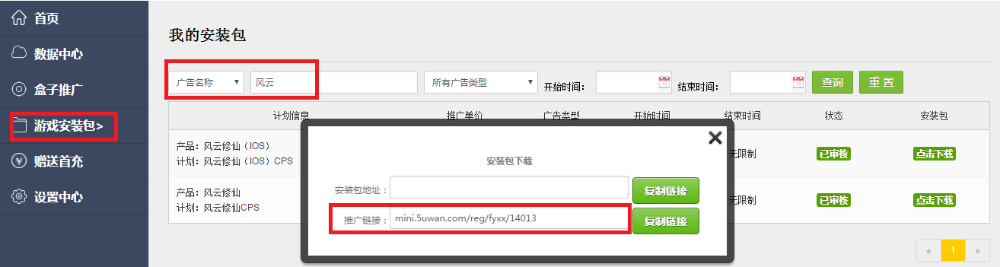 首页
数据中心
盒子推广
游戏安装包>
赠送首充
设置中心
我的安装包
广告名称 风云 所有广告类型 开始时间： 结束时间： 查询 重 置
计划信息 推广单价 广告类型 开始时间 结束时间 状态 安装包
产品：风云修仙（IOS）
计划：风云修仙（IOS）CPS
无限制 已审核 点击下载
产品：风云修仙
计划：风云修仙CPS
无限制 已审核 点击下载
安装包下载
安装包地址： 复制链接
推广链接： mini.5uwan.com/reg/fyxx/14013 复制链接
« 1 »